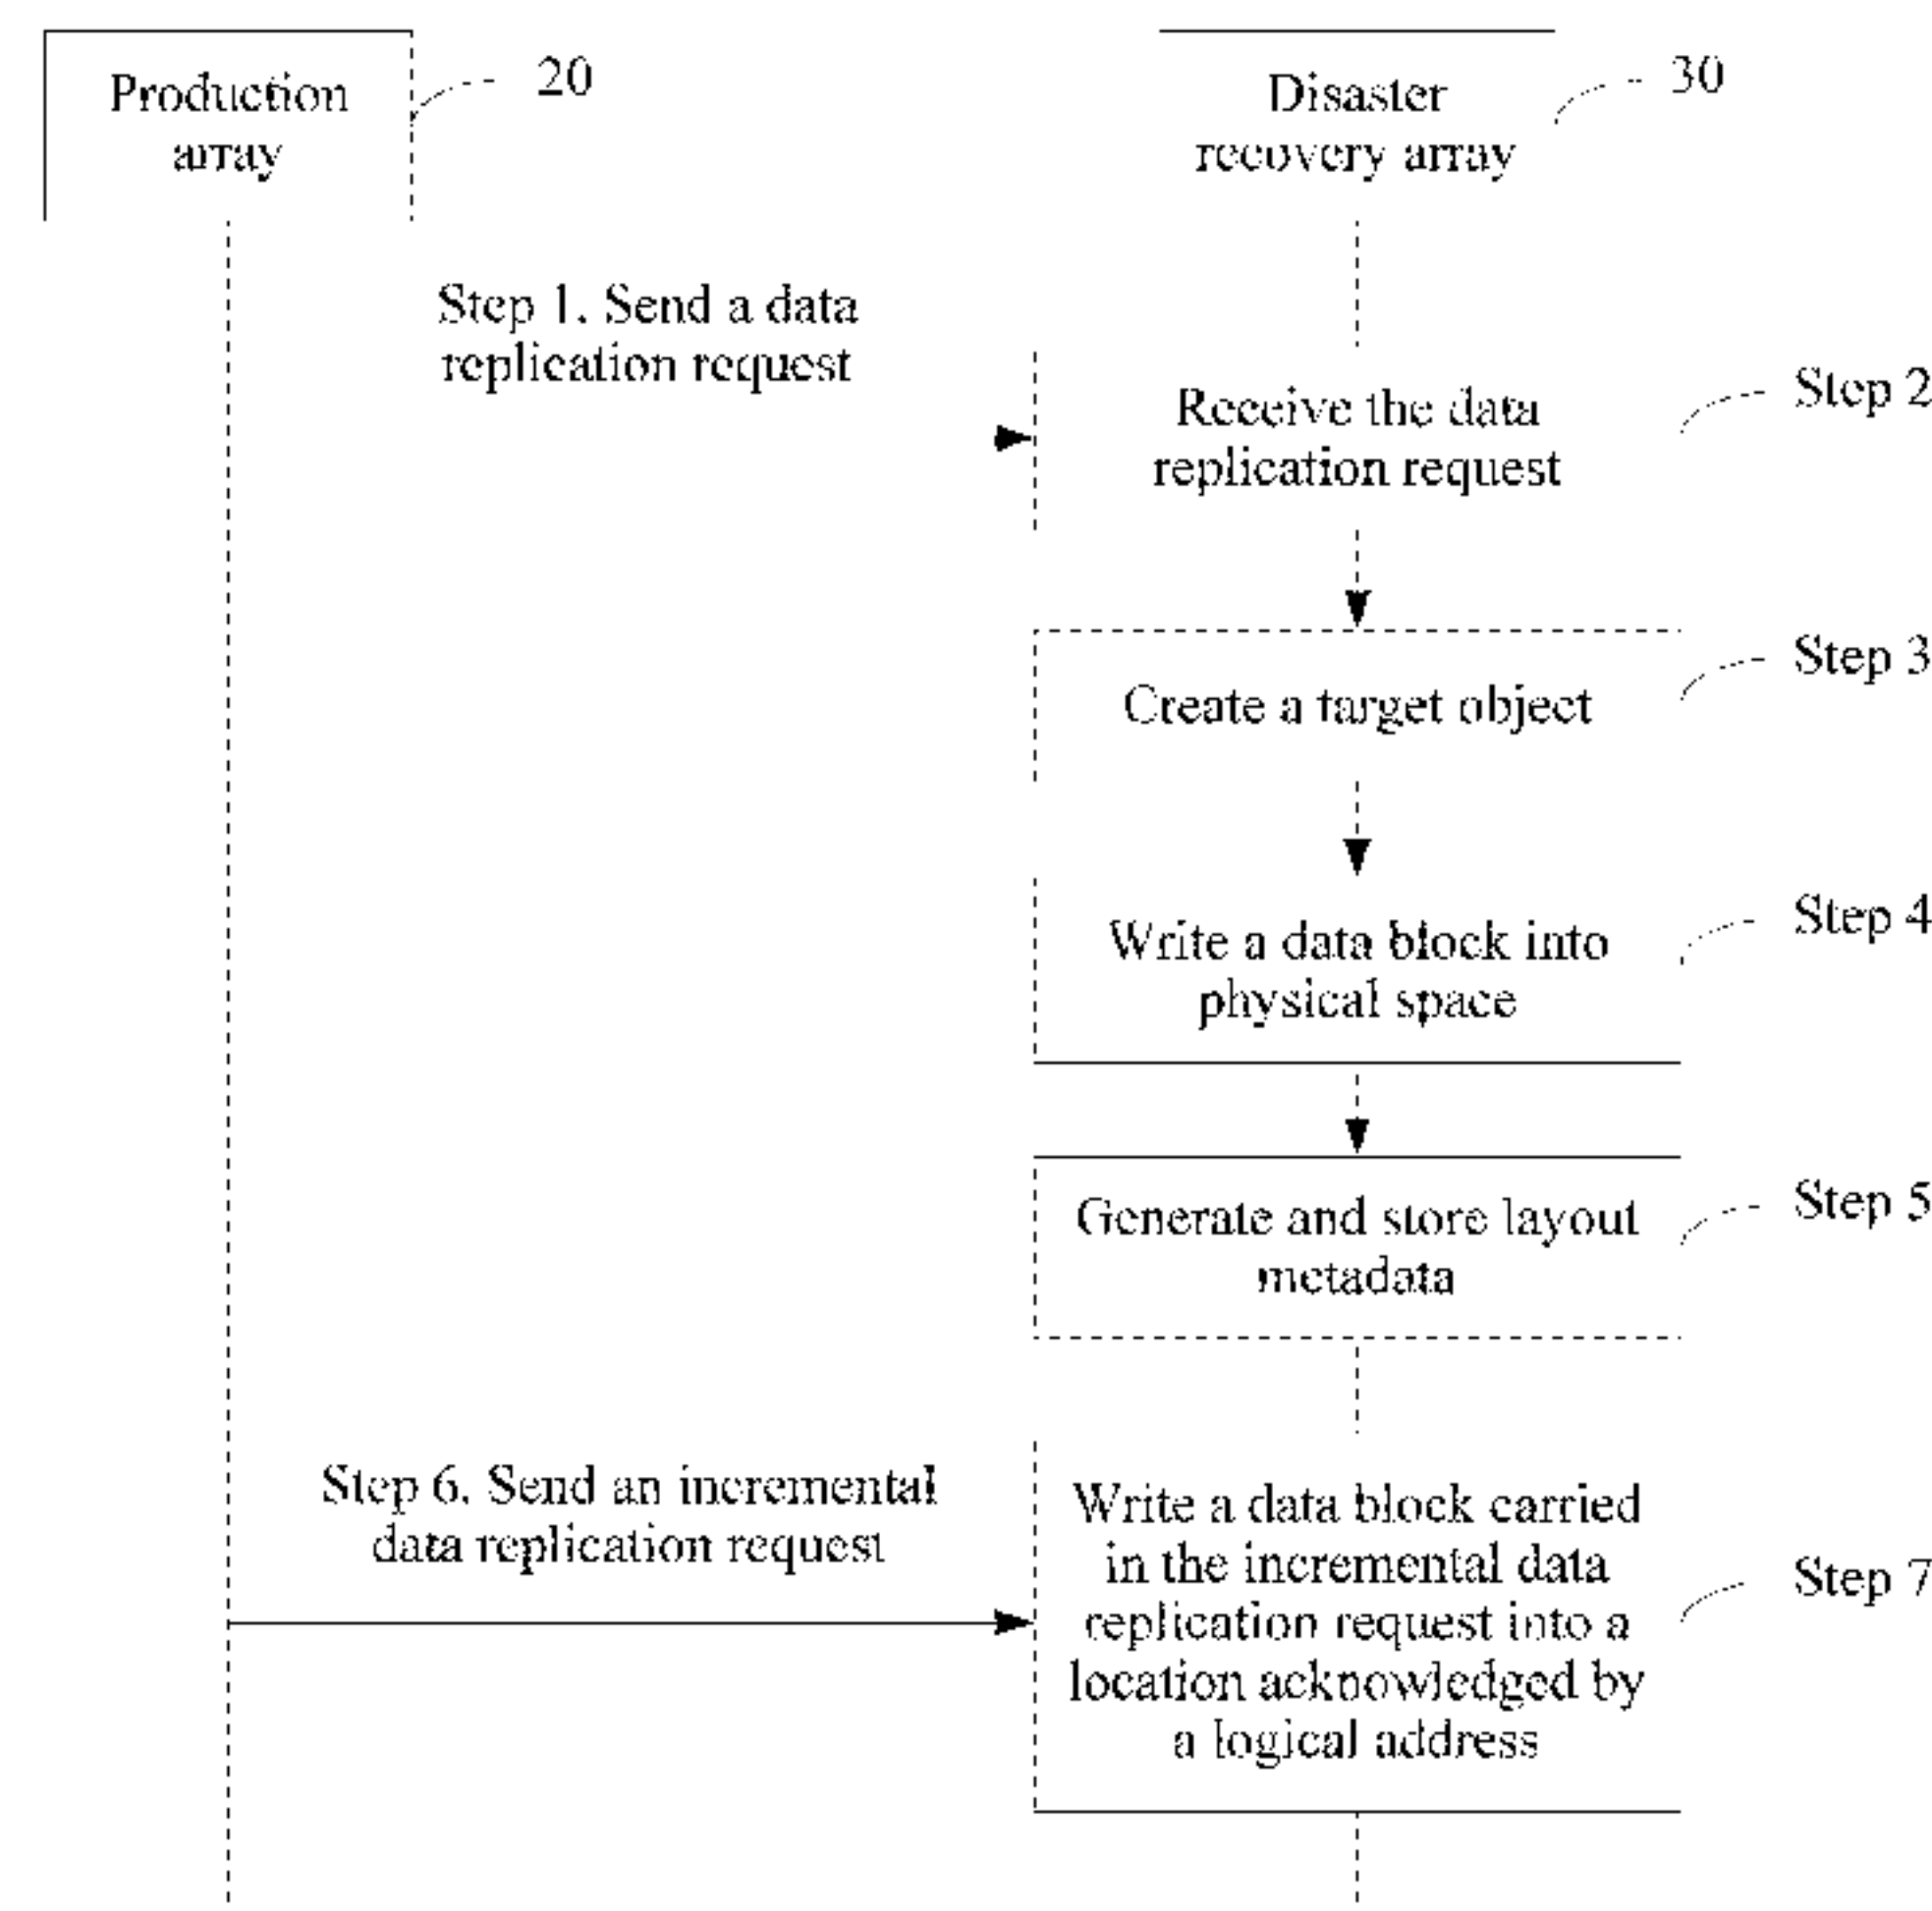 Production
array
20
Disaster
recovery array
30
Step 1. Send a data
replication request
Receive the data
replication request
Step 2
Create a target object
Step 3
Write a data block into
physical space
Step 4
Generate and store layout
metadata
Step 5
Step 6. Send an incremental
data replication request
Write a data block carried
in the incremental data
replication request into a
location acknowledged by
a logical address
Step 7